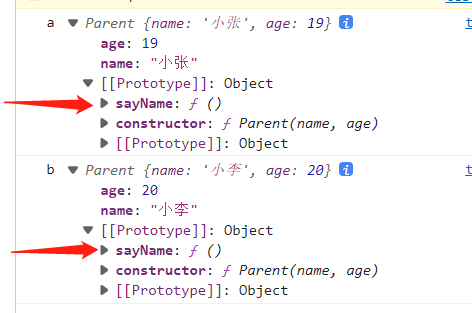 a ▼ Parent {name: '小张', age: 19} i
age: 19
name: "小张"
▼ [[Prototype]]: Object
▶ sayName: ƒ ()
▶ constructor: ƒ Parent(name, age)
▶ [[Prototype]]: Object
b ▼ Parent {name: '小李', age: 20} i
age: 20
name: "小李"
▼ [[Prototype]]: Object
▶ sayName: ƒ ()
▶ constructor: ƒ Parent(name, age)
▶ [[Prototype]]: Object